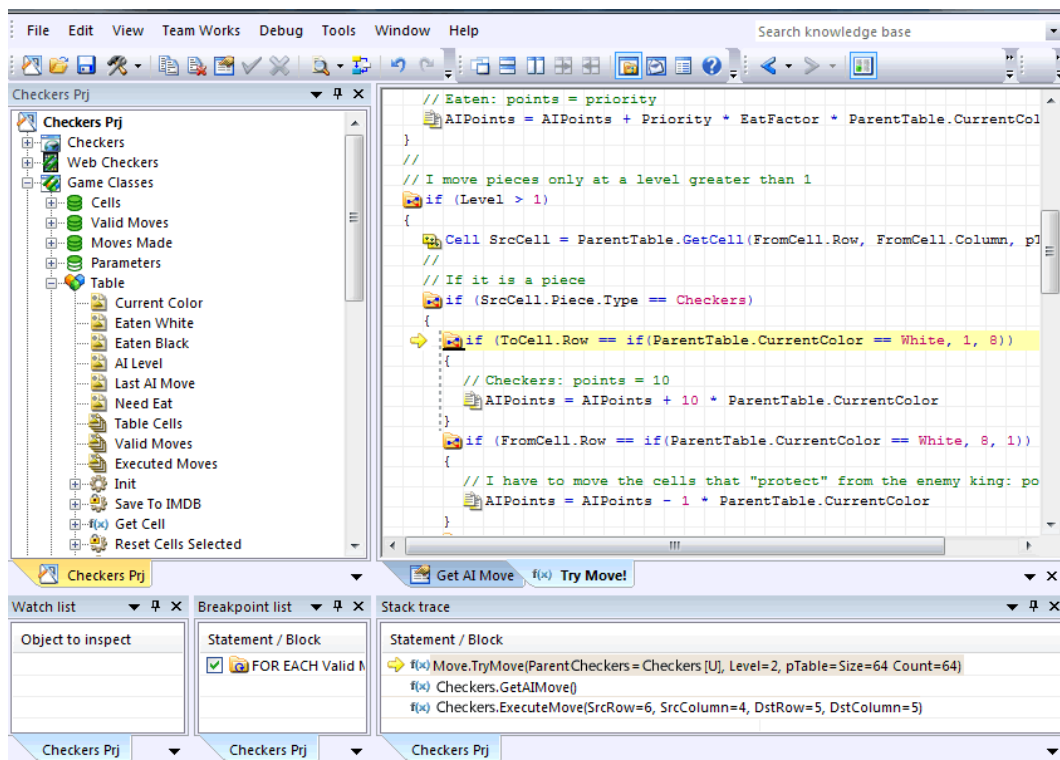 File Edit View Team Works Debug Tools Window Help Search knowledge base
Checkers Prj
Checkers Prj
Checkers
Web Checkers
Game Classes
Cells
Valid Moves
Moves Made
Parameters
Table
Current Color
Eaten White
Eaten Black
AI Level
Last AI Move
Need Eat
Table Cells
Valid Moves
Executed Moves
Init
Save To IMDB
f(x) Get Cell
Reset Cells Selected
Checkers Prj
// Eaten: points = priority
AIPoints = AIPoints + Priority * EatFactor * ParentTable.CurrentCol
}
//
// I move pieces only at a level greater than 1
if (Level > 1)
{
Cell SrcCell = ParentTable.GetCell(FromCell.Row, FromCell.Column, pT
//
// If it is a piece
if (SrcCell.Piece.Type == Checkers)
{
if (ToCell.Row == if(ParentTable.CurrentColor == White, 1, 8))
{
// Checkers: points = 10
AIPoints = AIPoints + 10 * ParentTable.CurrentColor
}
if (FromCell.Row == if(ParentTable.CurrentColor == White, 8, 1))
{
// I have to move the cells that "protect" from the enemy king: po
AIPoints = AIPoints - 1 * ParentTable.CurrentColor
}
Get AI Move f(x) Try Move!
Watch list
Object to inspect
Checkers Prj
Breakpoint list
Statement / Block
FOR EACH Valid M
Checkers Prj
Stack trace
Statement / Block
f(x) Move.TryMove(ParentCheckers=Checkers [U], Level=2, pTable=Size=64 Count=64)
f(x) Checkers.GetAIMove()
f(x) Checkers.ExecuteMove(SrcRow=6, SrcColumn=4, DstRow=5, DstColumn=5)
Checkers Prj